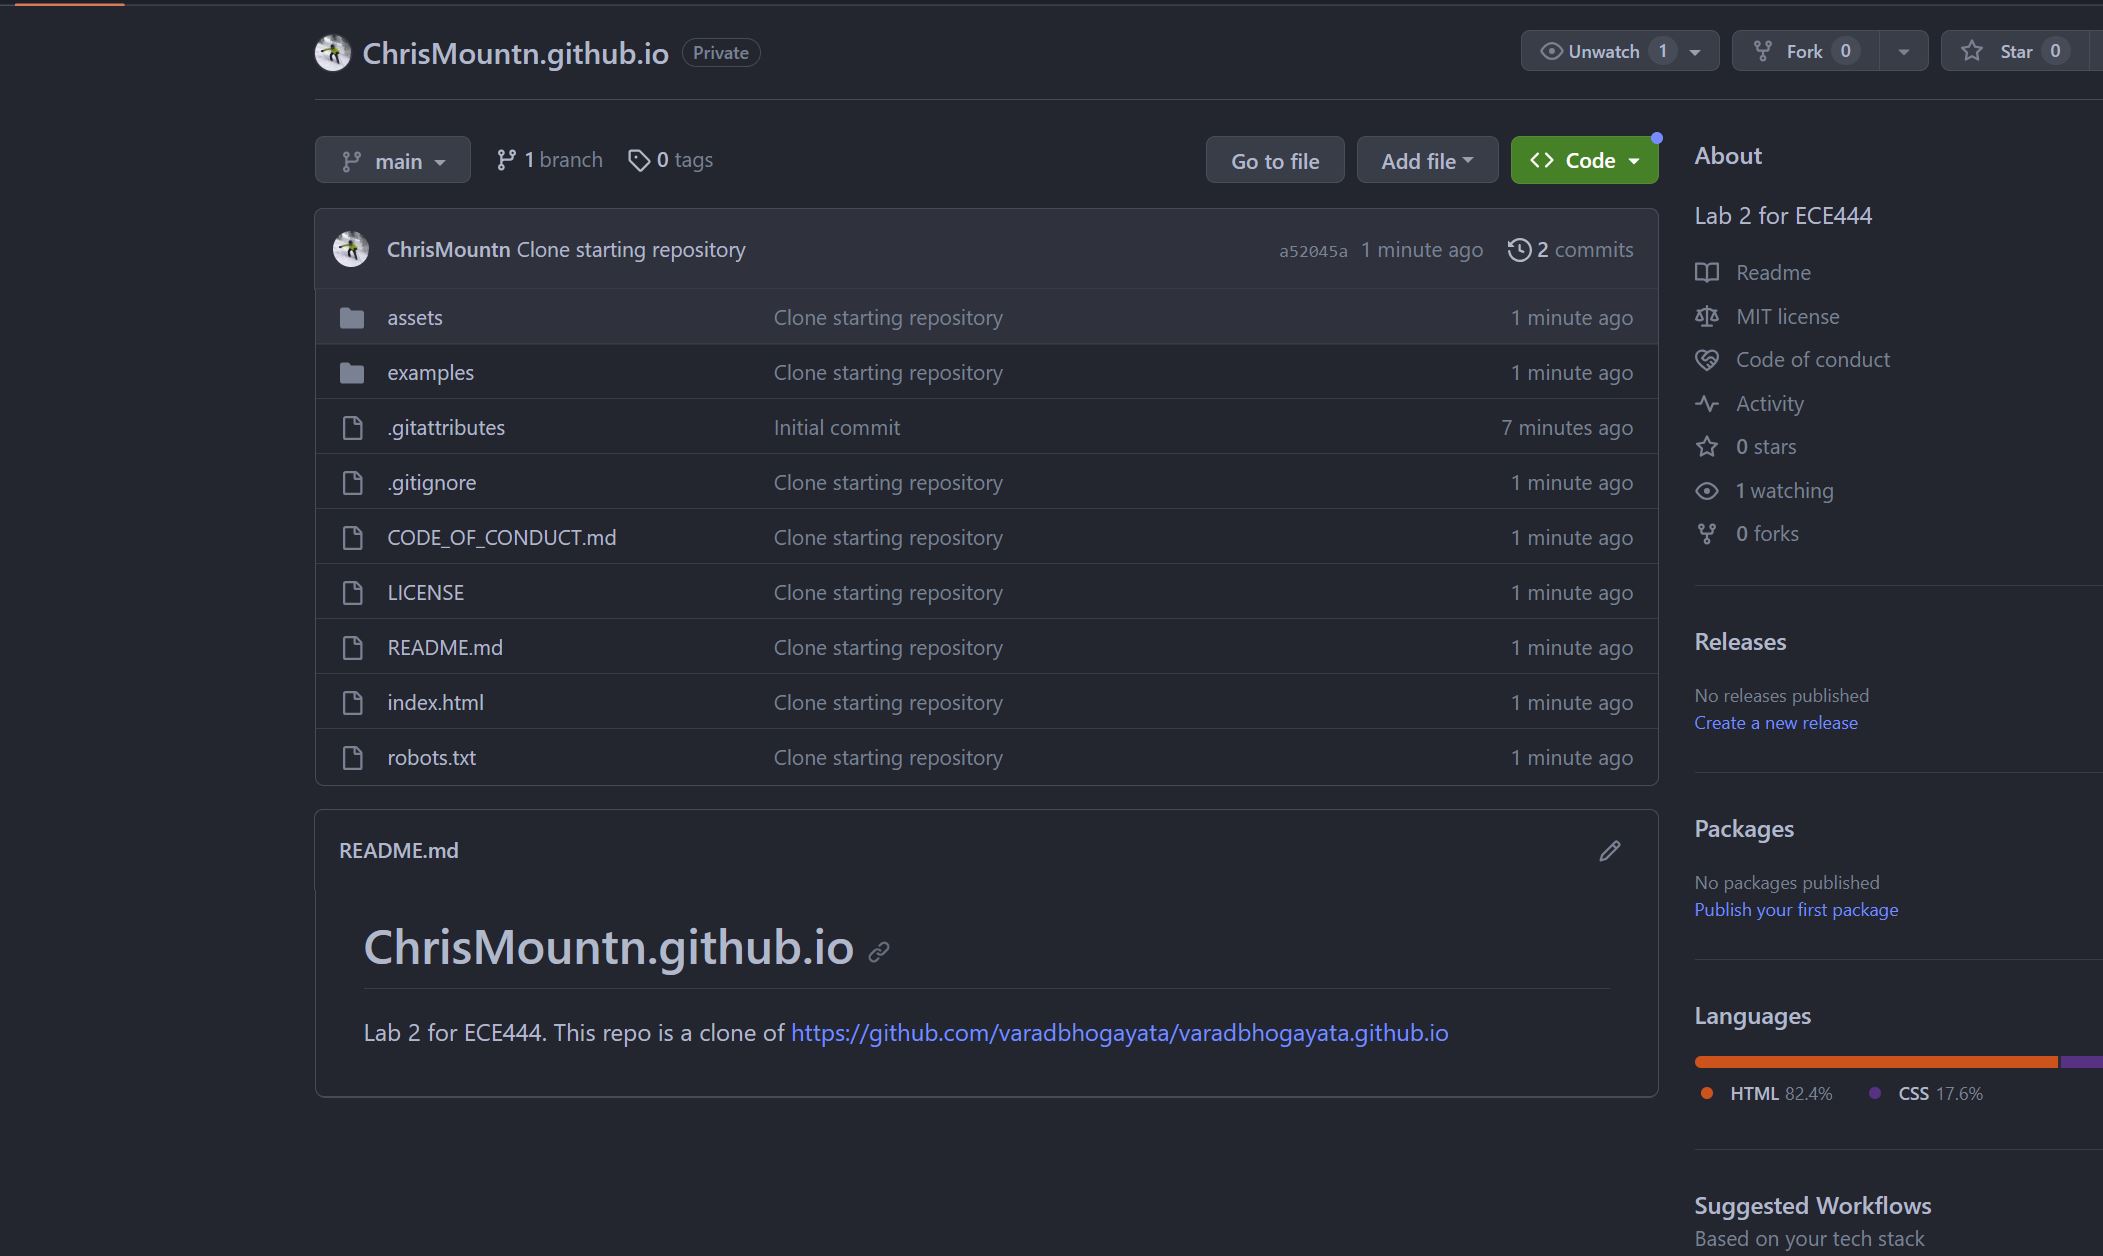 ChrisMountn.github.io Private Unwatch 1 Fork 0 Star 0
main 1 branch 0 tags Go to file Add file Code
ChrisMountn Clone starting repository a52045a 1 minute ago 2 commits
assets Clone starting repository 1 minute ago
examples Clone starting repository 1 minute ago
.gitattributes Initial commit 7 minutes ago
.gitignore Clone starting repository 1 minute ago
CODE_OF_CONDUCT.md Clone starting repository 1 minute ago
LICENSE Clone starting repository 1 minute ago
README.md Clone starting repository 1 minute ago
index.html Clone starting repository 1 minute ago
robots.txt Clone starting repository 1 minute ago
README.md
ChrisMountn.github.io
Lab 2 for ECE444. This repo is a clone of https://github.com/varadbhogayata/varadbhogayata.github.io
About
Lab 2 for ECE444
Readme
MIT license
Code of conduct
Activity
0 stars
1 watching
0 forks
Releases
No releases published
Create a new release
Packages
No packages published
Publish your first package
Languages
HTML 82.4% CSS 17.6%
Suggested Workflows
Based on your tech stack